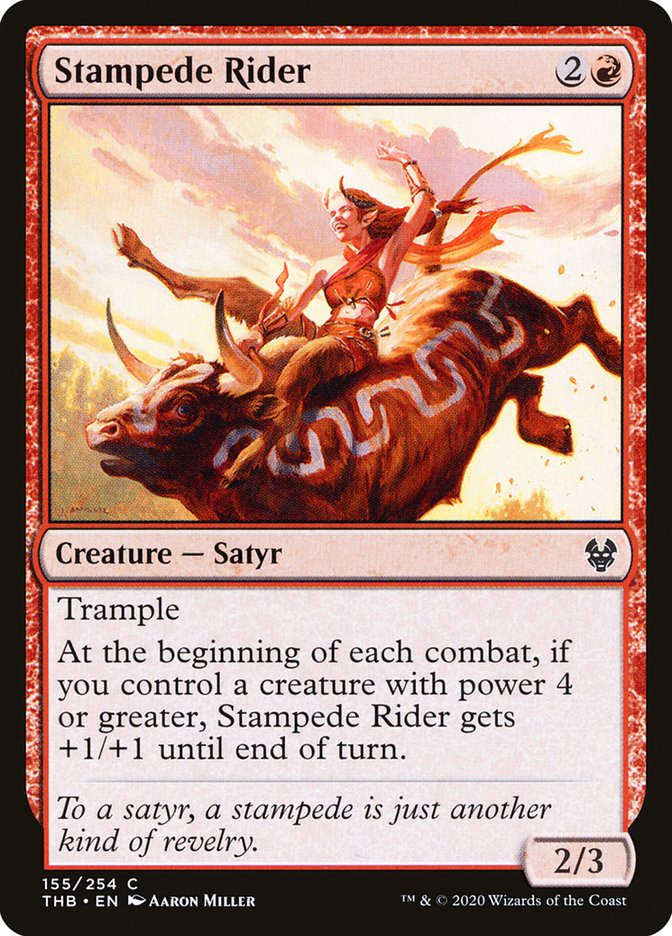 Stampede Rider 2
A MILLER
Creature — Satyr
Trample
At the beginning of each combat, if
you control a creature with power 4
or greater, Stampede Rider gets
+1/+1 until end of turn.
To a satyr, a stampede is just another
kind of revelry.
2/3
155/254 C
THB • EN Aaron Miller
™ & © 2020 Wizards of the Coast